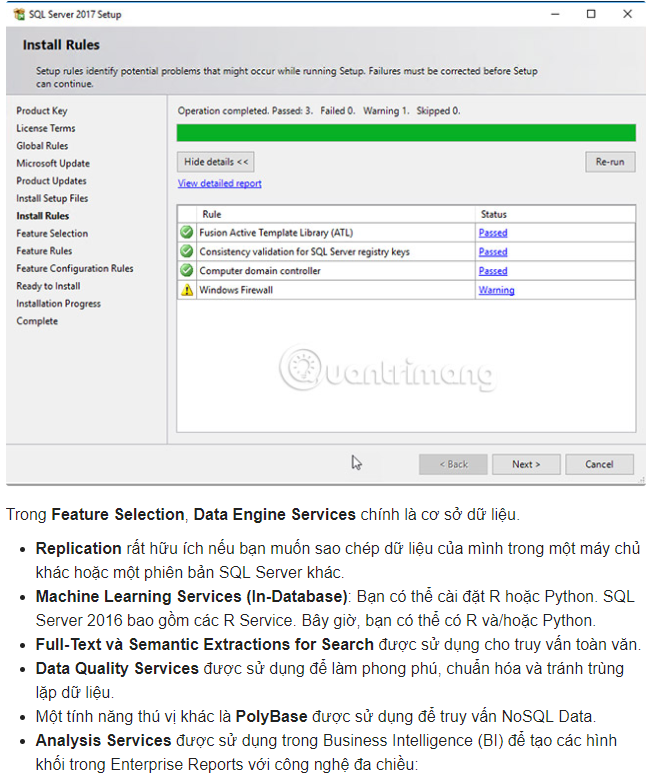 SQL Server 2017 Setup
Install Rules
Setup rules identify potential problems that might occur while running Setup. Failures must be corrected before Setup
can continue.
Product Key
License Terms
Global Rules
Microsoft Update
Product Updates
Install Setup Files
Install Rules
Feature Selection
Feature Rules
Feature Configuration Rules
Ready to Install
Installation Progress
Complete
Operation completed. Passed: 3. Failed 0. Warning 1. Skipped 0.
Hide details <<
Re-run
View detailed report
Rule Status
Fusion Active Template Library (ATL) Passed
Consistency validation for SQL Server registry keys Passed
Computer domain controller Passed
Windows Firewall Warning
Quantrimang
< Back Next > Cancel
Trong Feature Selection, Data Engine Services chính là cơ sở dữ liệu.
• Replication rất hữu ích nếu bạn muốn sao chép dữ liệu của mình trong một máy chủ
khác hoặc một phiên bản SQL Server khác.
• Machine Learning Services (In-Database): Bạn có thể cài đặt R hoặc Python. SQL
Server 2016 bao gồm các R Service. Bây giờ, bạn có thể có R và/hoặc Python.
• Full-Text và Semantic Extractions for Search được sử dụng cho truy vấn toàn văn.
• Data Quality Services được sử dụng để làm phong phú, chuẩn hóa và tránh trùng
lặp dữ liệu.
• Một tính năng thú vị khác là PolyBase được sử dụng để truy vấn NoSQL Data.
• Analysis Services được sử dụng trong Business Intelligence (BI) để tạo các hình
khối trong Enterprise Reports với công nghệ đa chiều: